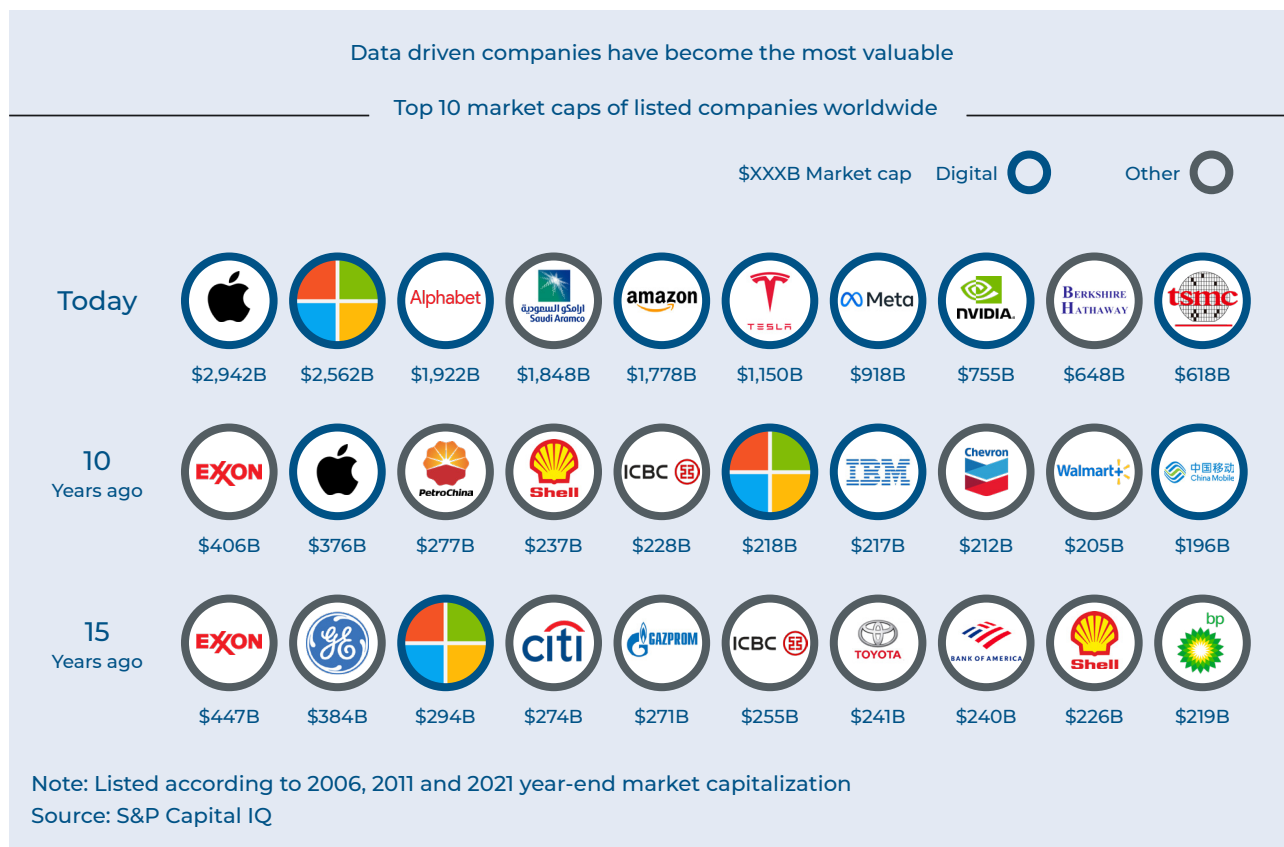 Data driven companies have become the most valuable
Top 10 market caps of listed companies worldwide
$XXXB Market cap Digital Other
Today
Alphabet
ارامكو السعودية
Saudi Aramco
amazon
TESLA
Meta
NVIDIA.
BERKSHIRE
HATHAWAY
tsmc
$2,942B $2,562B $1,922B $1,848B $1,778B $1,150B $918B $755B $648B $618B
10
Years ago
EXXON
PetroChina
Shell
ICBC
IBM
Chevron
Walmart+
中国移动
China Mobile
$406B $376B $277B $237B $228B $218B $217B $212B $205B $196B
15
Years ago
EXXON
GE
citi
GAZPROM
ICBC
TOYOTA
BANK OF AMERICA
Shell
bp
$447B $384B $294B $274B $271B $255B $241B $240B $226B $219B
Note: Listed according to 2006, 2011 and 2021 year-end market capitalization
Source: S&P Capital IQ